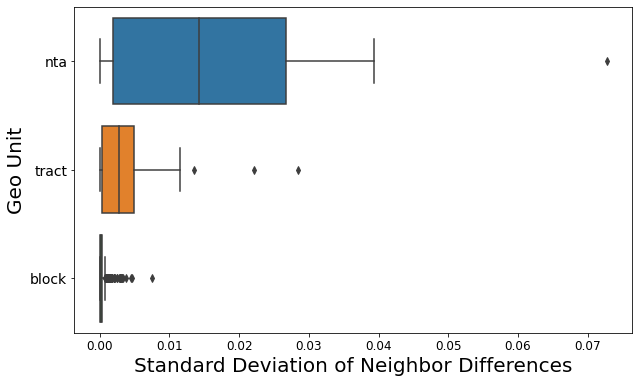 Geo Unit
nta
tract
block
0.00 0.01 0.02 0.03 0.04 0.05 0.06 0.07
Standard Deviation of Neighbor Differences